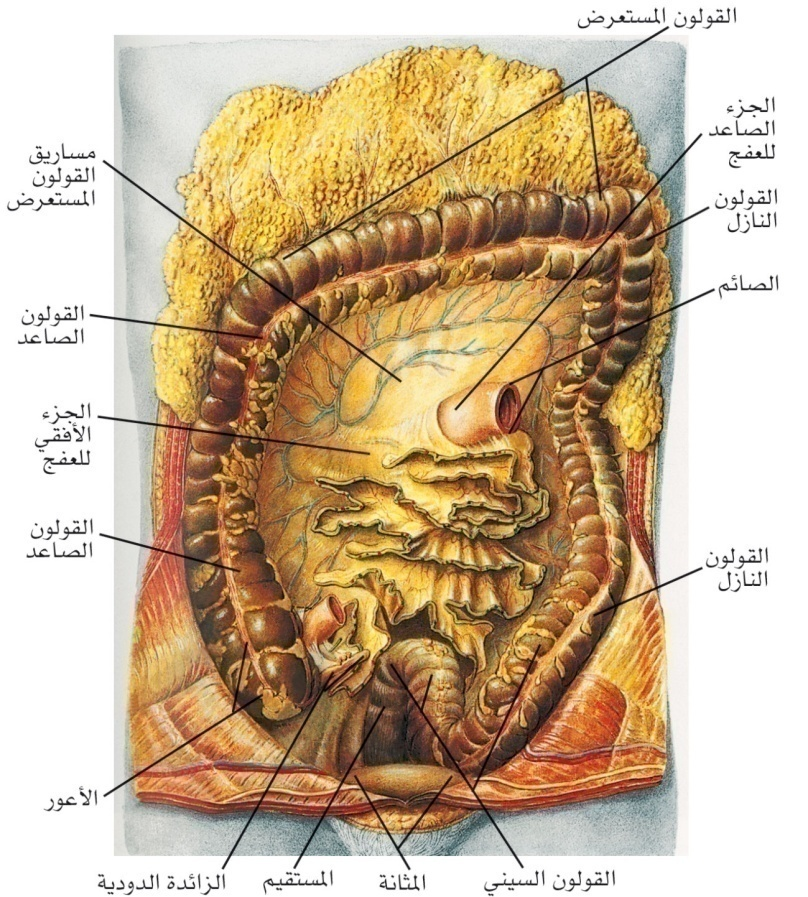 القولون المستعرض
الجزء
الصاعد
للعفج
مساريق
القولون
المستعرض
القولون
النازل
الصائم
القولون
الصاعد
الجزء
الأفقي
للعفج
القولون
الصاعد
القولون
النازل
الأعور
الزائدة الدودية
المستقيم
المثانة
القولون السيني